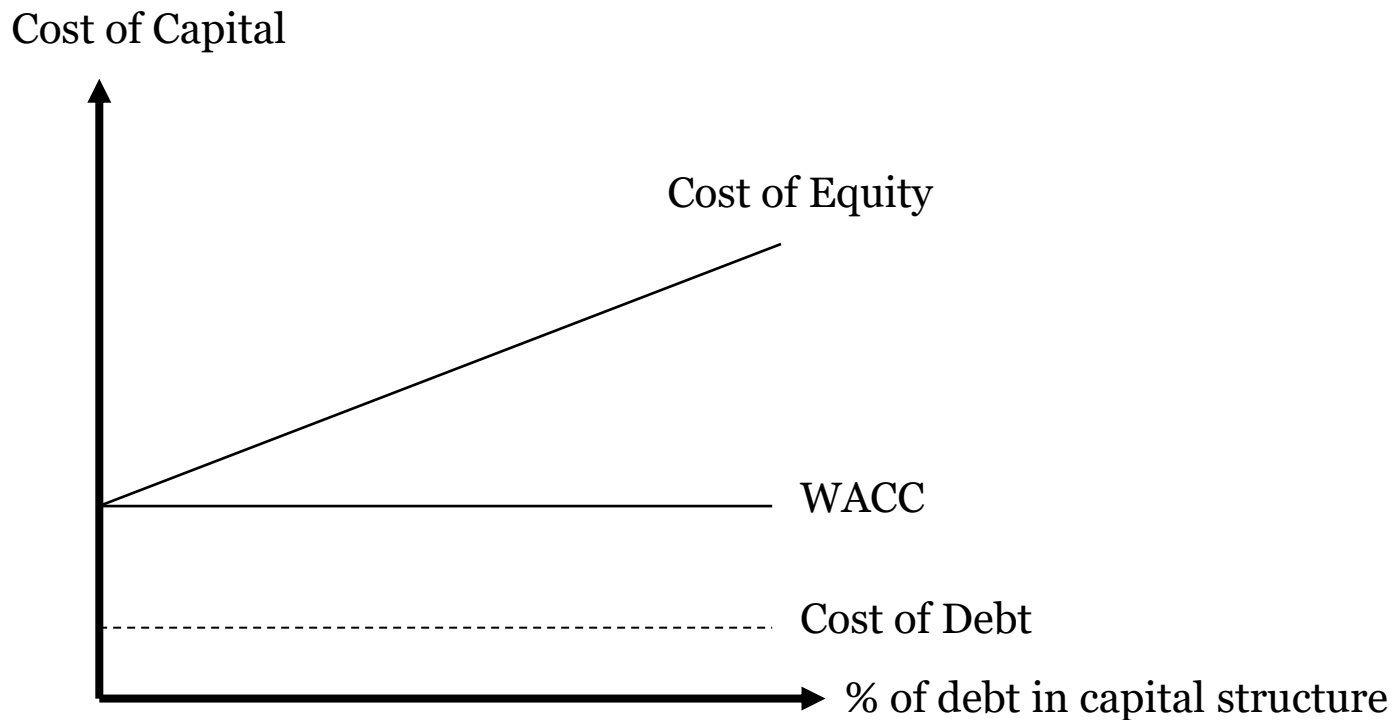 Cost of Capital
Cost of Equity
WACC
Cost of Debt
% of debt in capital structure